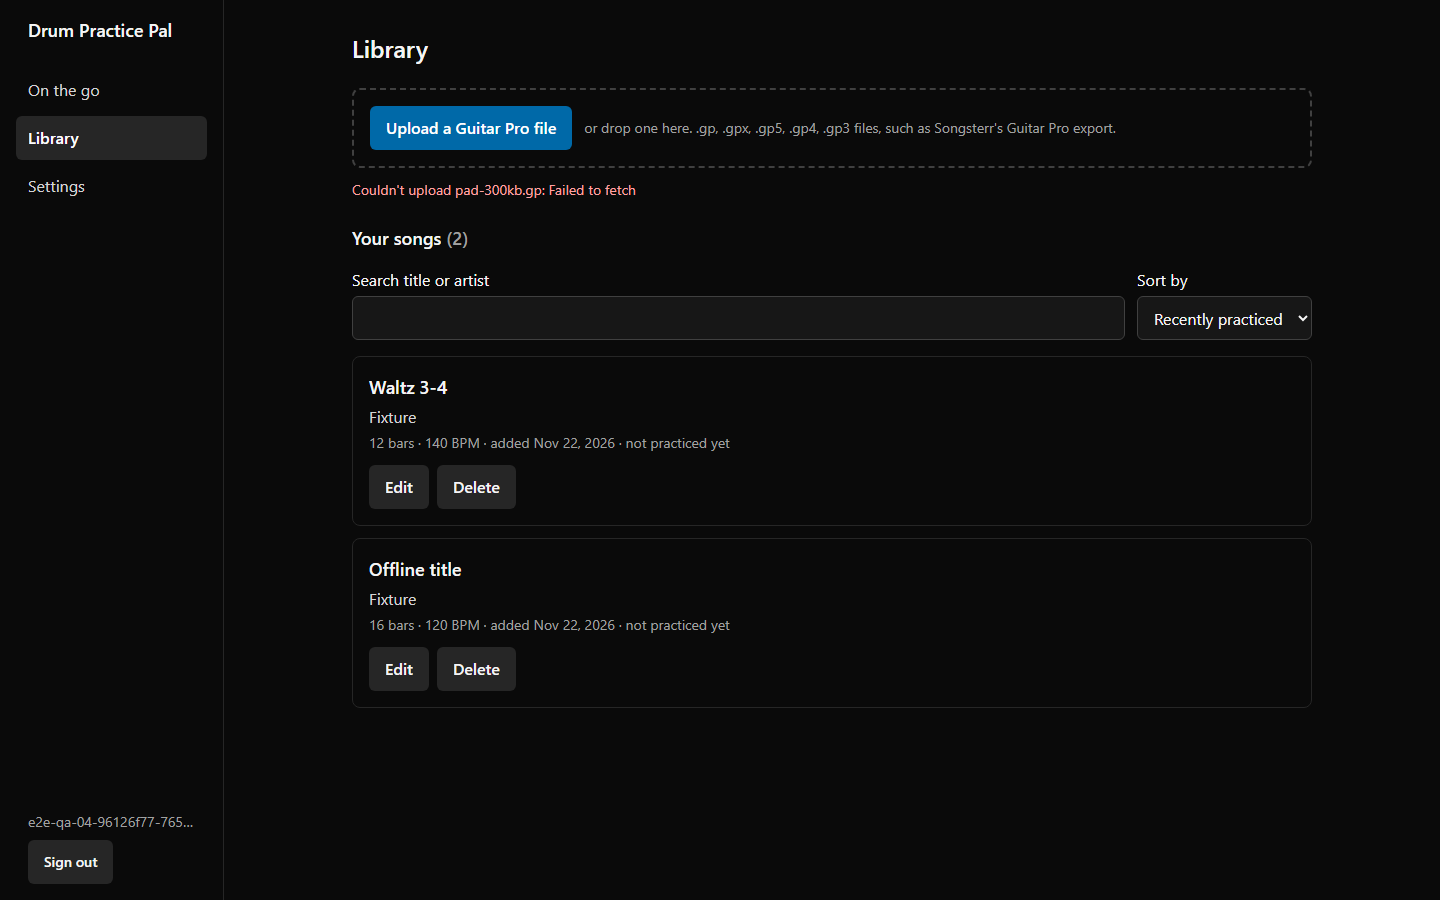 Drum Practice Pal
On the go
Library
Settings
e2e-qa-04-96126f77-765...
Sign out
Library
Upload a Guitar Pro file or drop one here. .gp, .gpx, .gp5, .gp4, .gp3 files, such as Songsterr's Guitar Pro export.
Couldn't upload pad-300kb.gp: Failed to fetch
Your songs (2)
Search title or artist
Sort by
Recently practiced
Waltz 3-4
Fixture
12 bars · 140 BPM · added Nov 22, 2026 · not practiced yet
Edit Delete
Offline title
Fixture
16 bars · 120 BPM · added Nov 22, 2026 · not practiced yet
Edit Delete